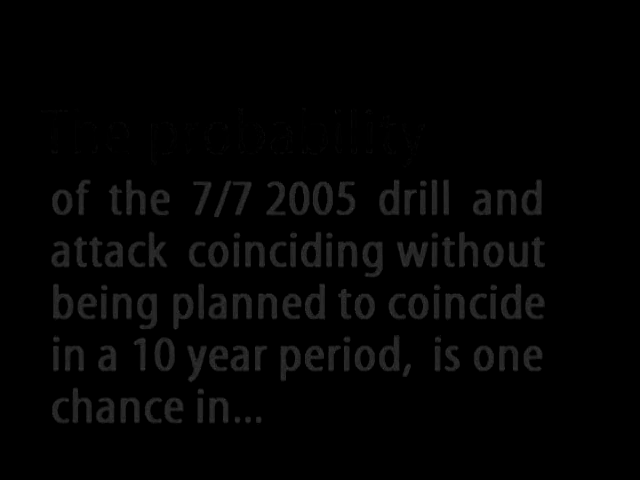 The probability
of the 7/7 2005 drill and
attack coinciding without
being planned to coincide
in a 10 year period, is one
chance in...